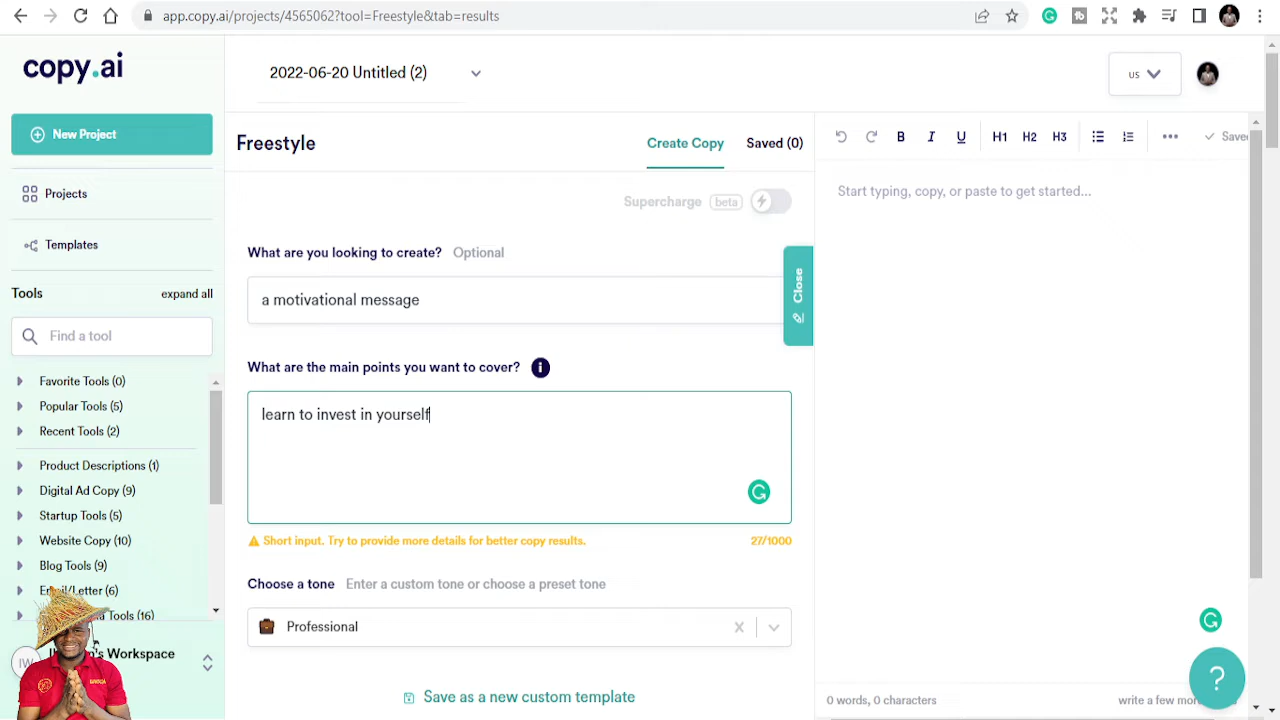 app.copy.ai/projects/4565062?tool=Freestyle&tab=results
copy.ai
2022-06-20 Untitled (2)
US
New Project
Projects
Templates
Tools
expand all
Find a tool
Favorite Tools (0)
Popular Tools (5)
Recent Tools (2)
Product Descriptions (1)
Digital Ad Copy (9)
Startup Tools (5)
Website Copy (10)
Blog Tools (9)
Email/Letter (6)
Tools (16)
IW
Workspace
Freestyle
Create Copy
Saved (0)
Supercharge
beta
What are you looking to create? Optional
a motivational message
Close
What are the main points you want to cover?
i
learn to invest in yourself
Short input. Try to provide more details for better copy results.
27/1000
Choose a tone Enter a custom tone or choose a preset tone
Professional
Save as a new custom template
B I U H1 H2 H3
Saved
Start typing, copy, or paste to get started...
0 words, 0 characters
write a few mor
?